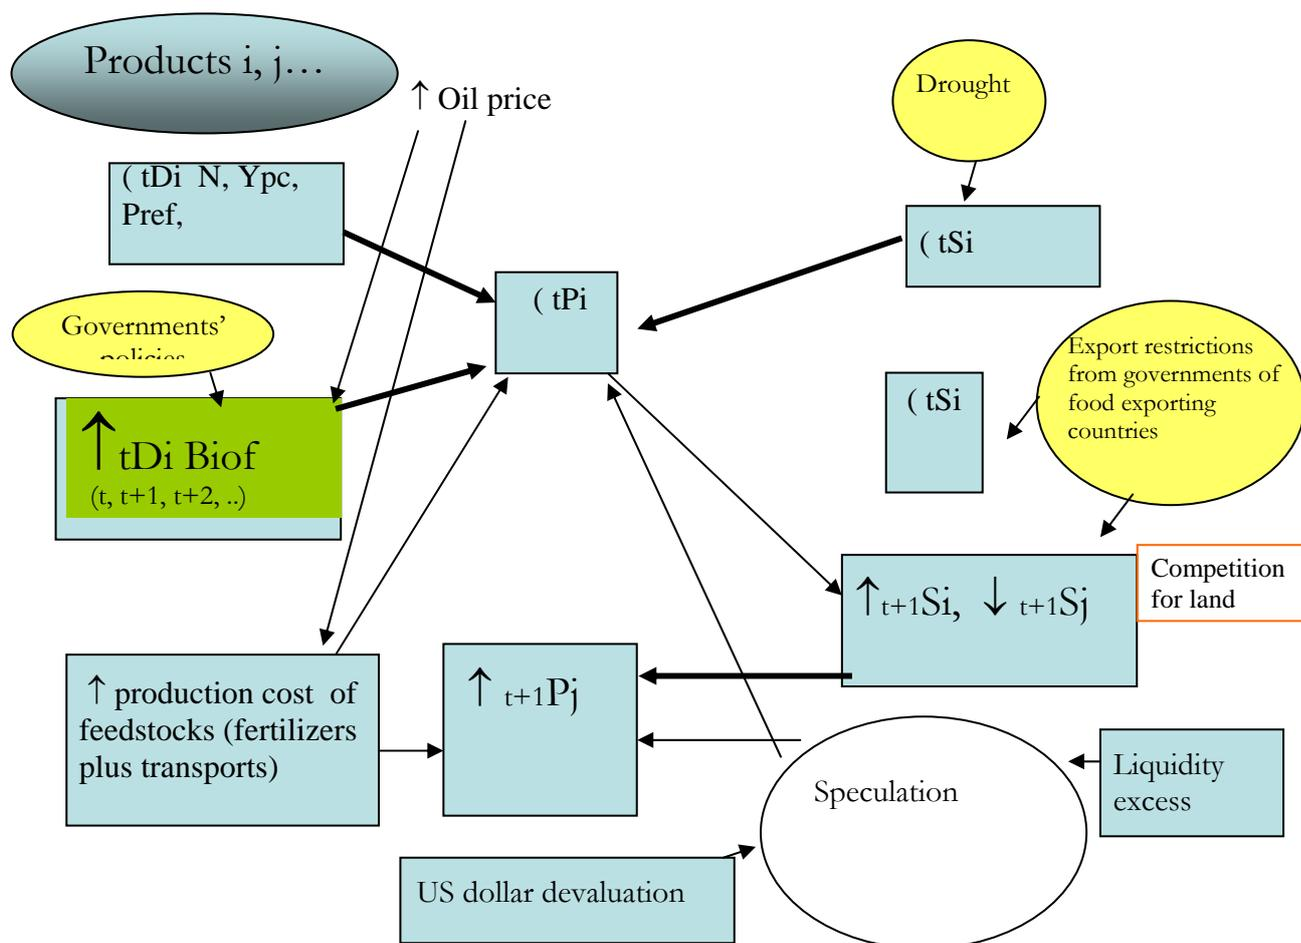 Products i, j…
↑ Oil price
Drought
( tDi N, Ypc,
Pref,
( tSi
( tPi
Governments’
policies
Export restrictions
from governments of
food exporting
countries
( tSi
↑ tDi Biof
(t, t+1, t+2, ..)
↑ t+1Si, ↓ t+1Sj
Competition
for land
↑ production cost of
feedstocks (fertilizers
plus transports)
↑ t+1Pj
Speculation
Liquidity
excess
US dollar devaluation